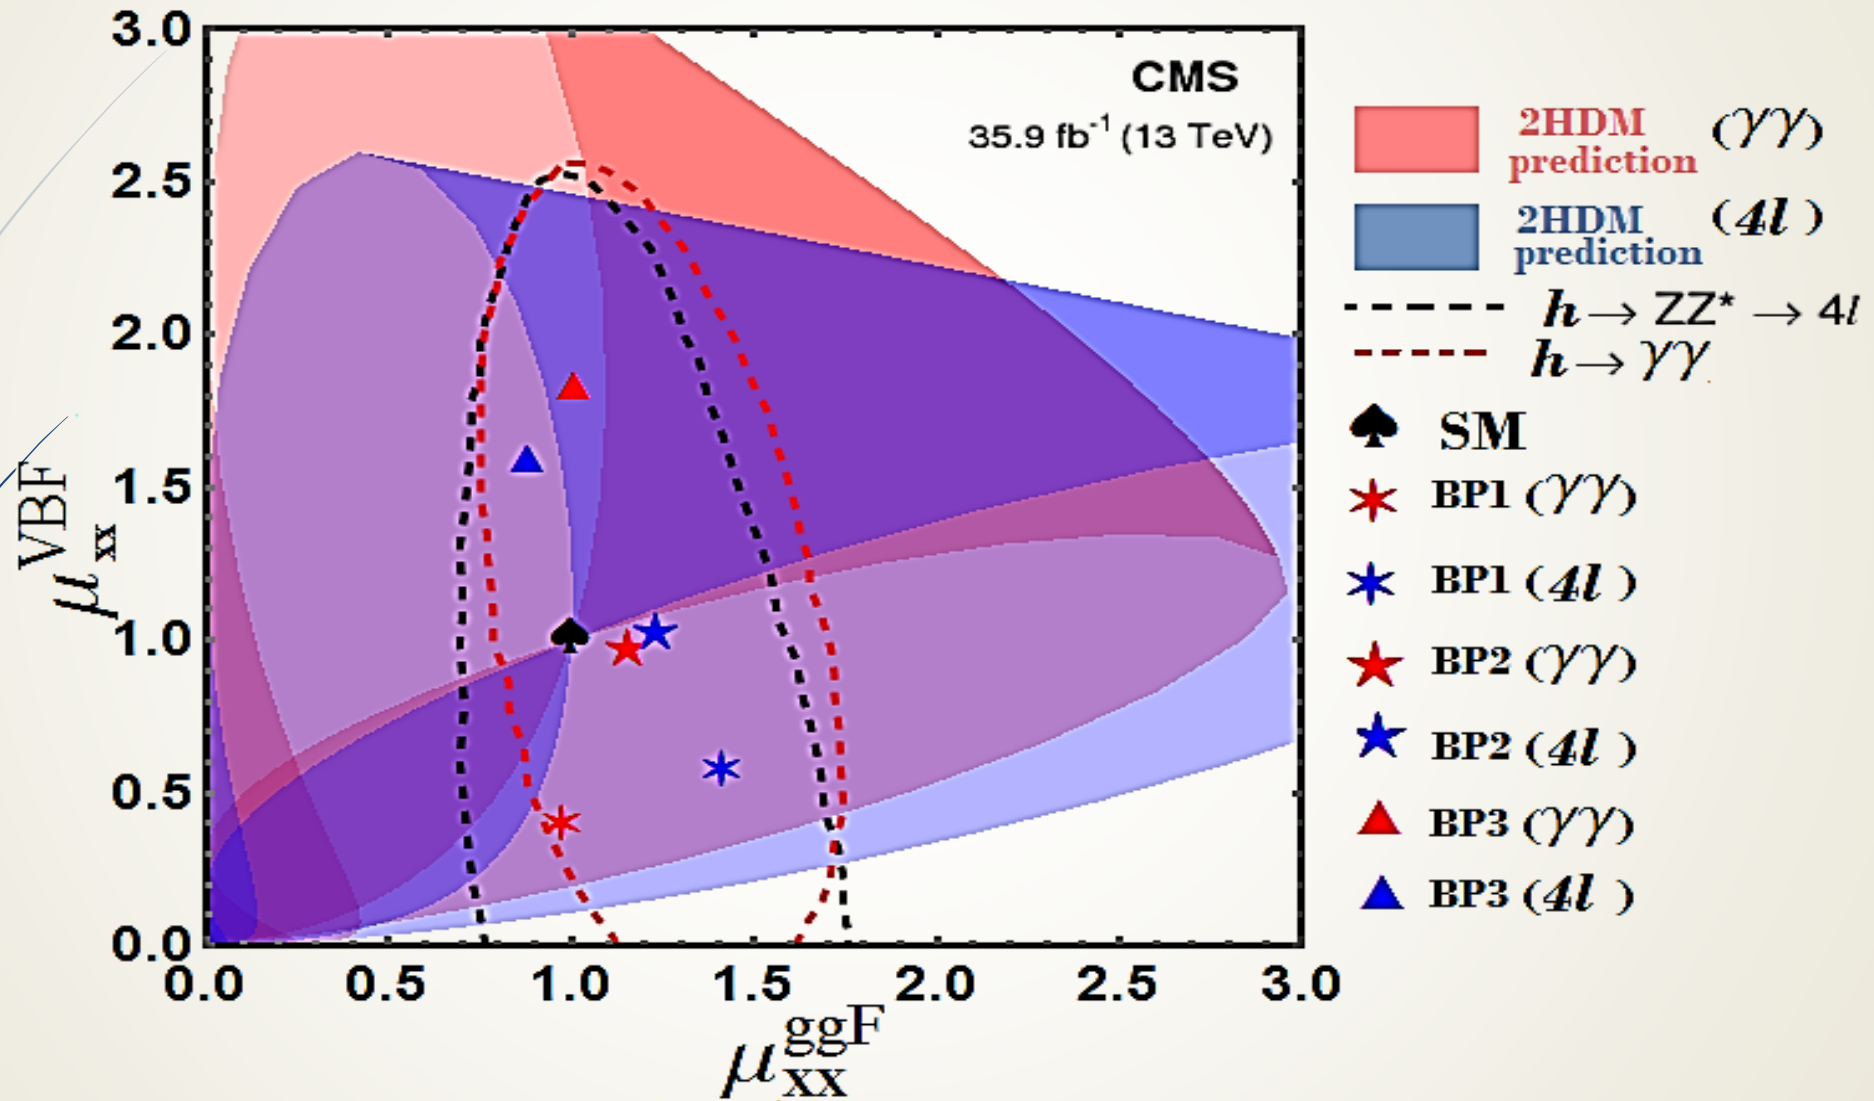 3.0
2.5
2.0
1.5
1.0
0.5
0.0
0.0 0.5 1.0 1.5 2.0 2.5 3.0
μ_xx^VBF
μ_xx^ggF
CMS
35.9 fb⁻¹ (13 TeV)
2HDM (γγ)
prediction
2HDM (4l )
prediction
h → ZZ* → 4l
h → γγ
SM
BP1 (γγ)
BP1 (4l )
BP2 (γγ)
BP2 (4l )
BP3 (γγ)
BP3 (4l )